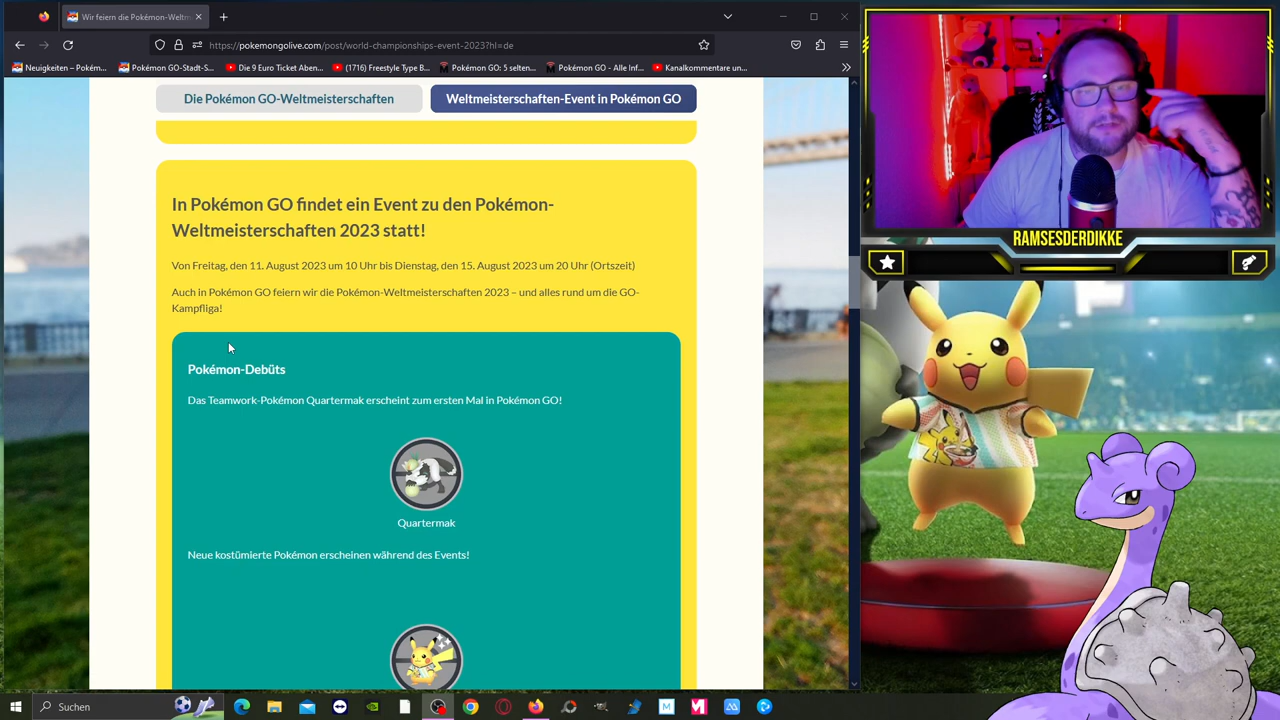 Wir feiern die Pokémon-Weltm
https://pokemongolive.com/post/world-championships-event-2023?hl=de
Neuigkeiten – Pokém...
Pokémon GO-Stadt-S...
Die 9 Euro Ticket Aben...
(1716) Freestyle Type B...
Pokémon GO: 5 selten...
Pokémon GO - Alle Inf...
Kanalkommentare un...
Die Pokémon GO-Weltmeisterschaften
Weltmeisterschaften-Event in Pokémon GO
In Pokémon GO findet ein Event zu den Pokémon-
Weltmeisterschaften 2023 statt!
Von Freitag, den 11. August 2023 um 10 Uhr bis Dienstag, den 15. August 2023 um 20 Uhr (Ortszeit)
Auch in Pokémon GO feiern wir die Pokémon-Weltmeisterschaften 2023 – und alles rund um die GO-
Kampfliga!
Pokémon-Debüts
Das Teamwork-Pokémon Quartermak erscheint zum ersten Mal in Pokémon GO!
Quartermak
Neue kostümierte Pokémon erscheinen während des Events!
RAMSESDERDIKKE
Suchen